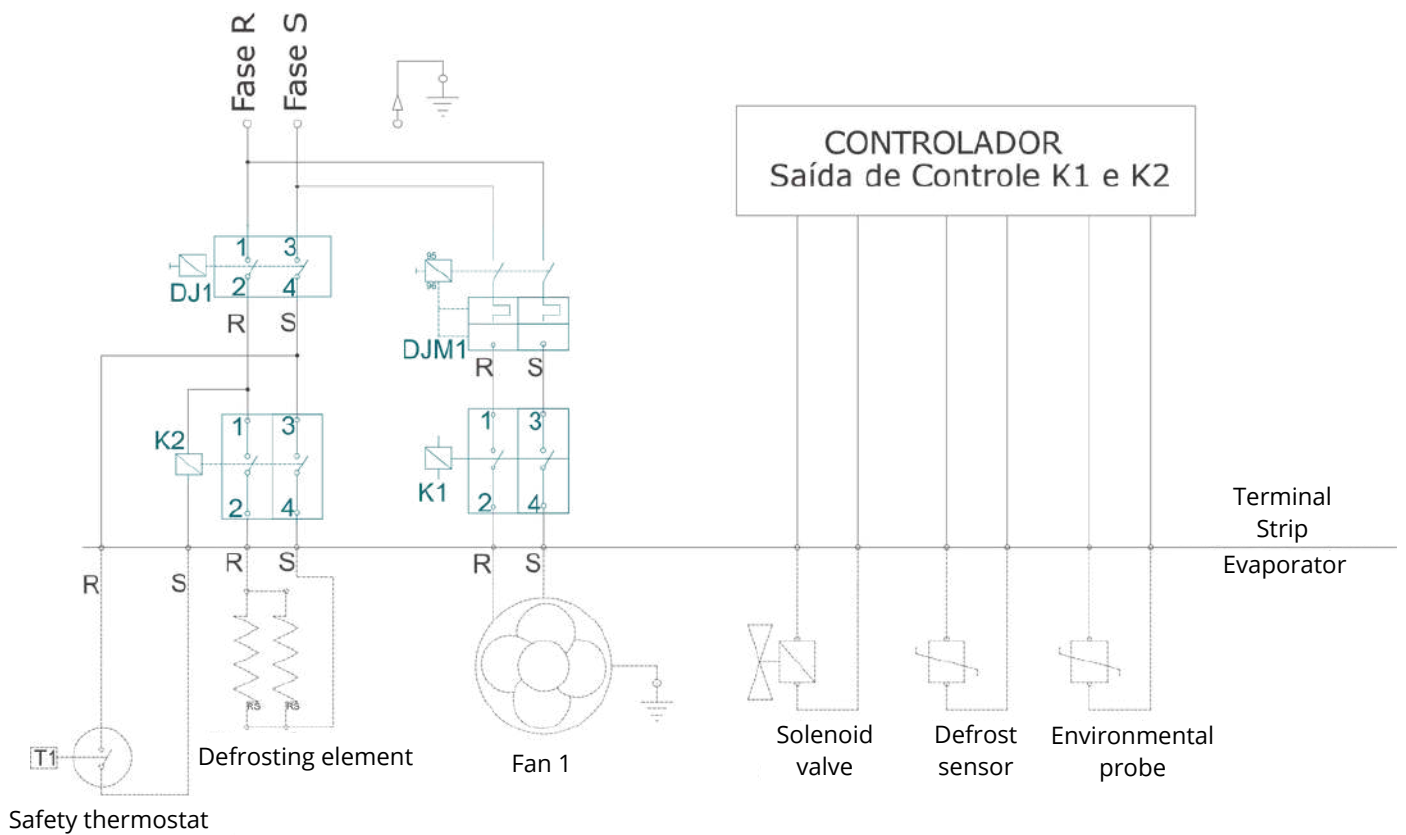 Fase R
Fase S
CONTROLADOR
Saída de Controle K1 e K2
1 3
DJ1
2 4
R S
95
96
DJM1
R S
K2
1 3
2 4
K1
1 3
2 4
Terminal
Strip
Evaporator
R S
R S
R S
R3 R3
T1
Safety thermostat
Defrosting element
Fan 1
Solenoid
valve
Defrost
sensor
Environmental
probe